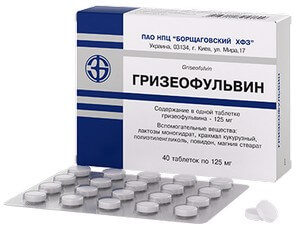 ПАО НПЦ "БОРЩАГОВСКИЙ ХФЗ"
Украина, 03134, г. Киев, ул. Мира,17
Griseofulvin
ГРИЗЕОФУЛЬВИН
Содержание в одной таблетке
гризеофульвина - 125 мг
Вспомогательные вещества:
лактозы моногидрат, крахмал кукурузный,
полиэтиленгликоль, повидон, магния стеарат
40 таблеток по 125 мг